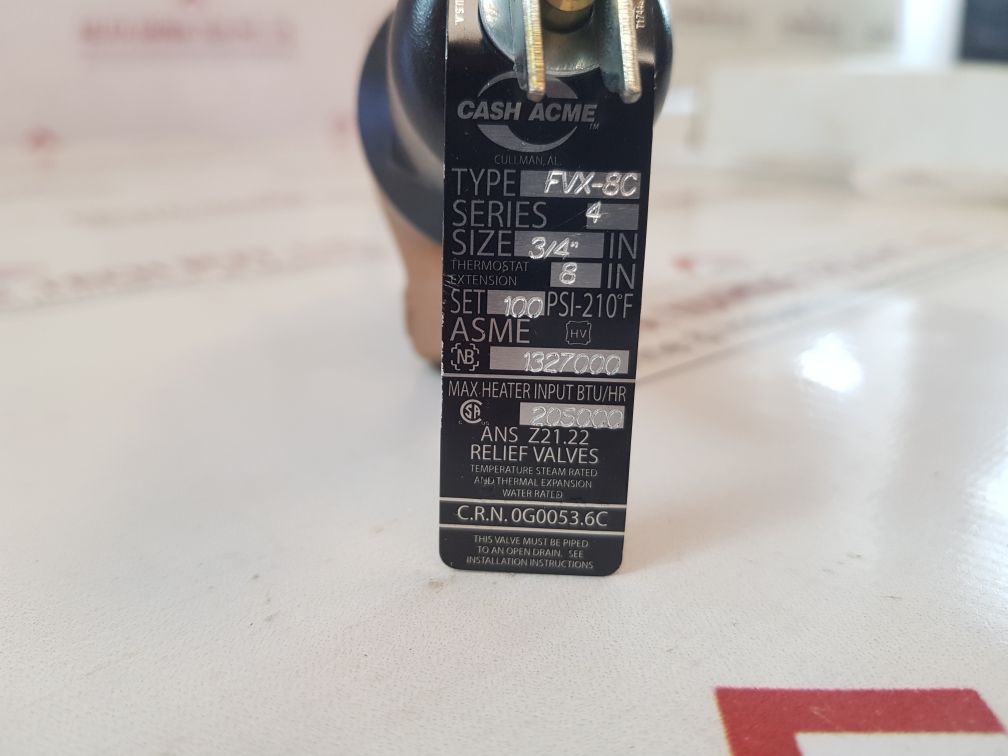 U.S.A.
CASH ACME™
CULLMAN, AL.
TYPE FVX-8C
SERIES 4
SIZE 3/4" IN
THERMOSTAT
EXTENSION 8 IN
SET 100 PSI-210°F
ASME HV
NB 1327000
MAX HEATER INPUT BTU/HR
CSA 205000
ANS Z21.22
RELIEF VALVES
TEMPERATURE STEAM RATED
AND THERMAL EXPANSION
WATER RATED
C.R.N. 0G0053.6C
THIS VALVE MUST BE PIPED
TO AN OPEN DRAIN. SEE
INSTALLATION INSTRUCTIONS